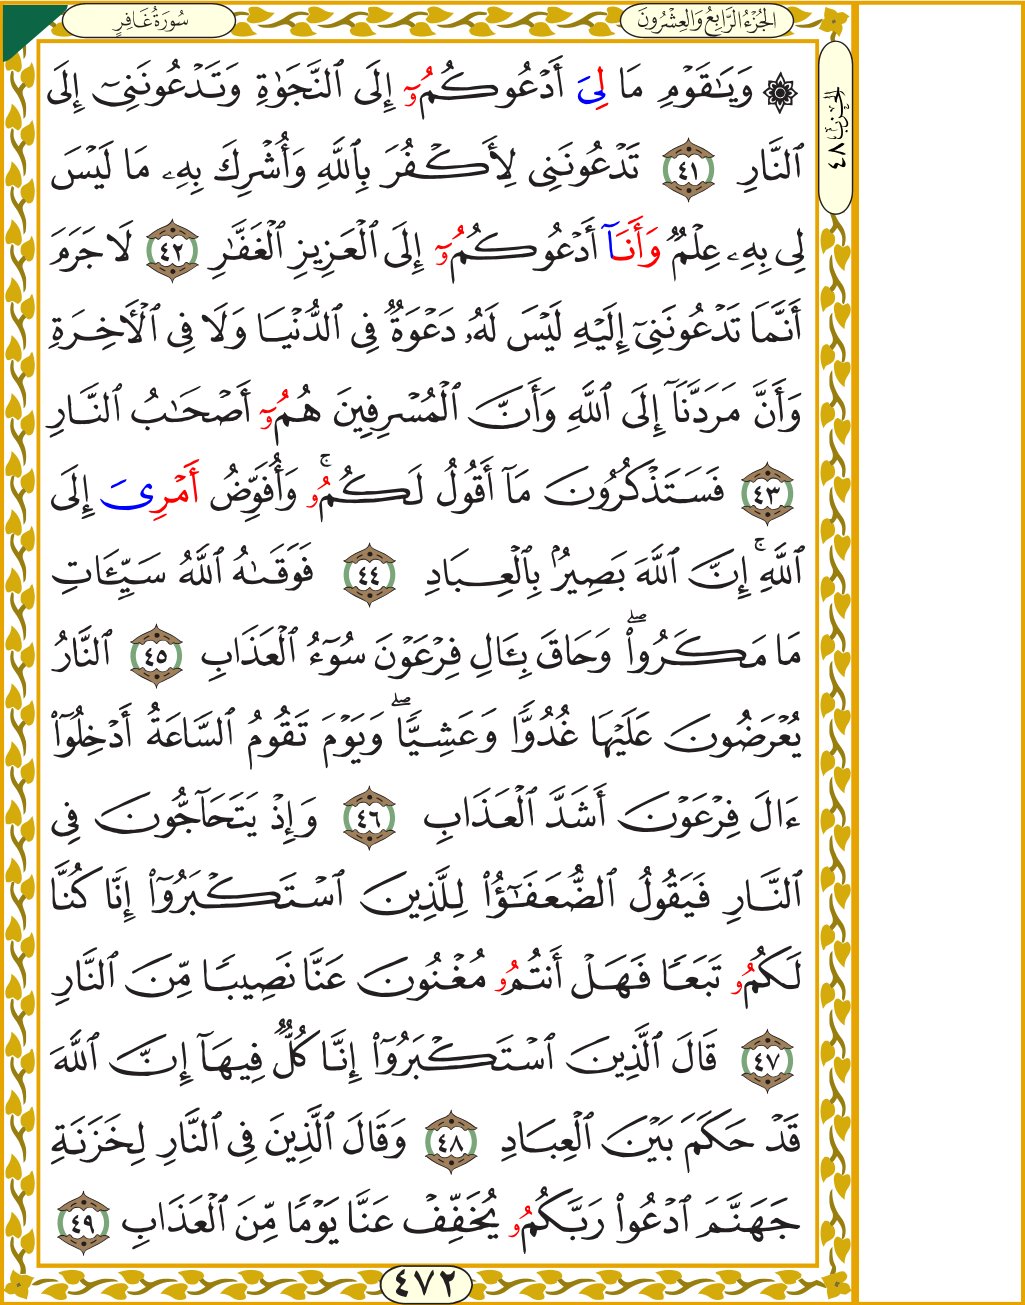 سُورَةُ غَافِرٍ
الجُزْءُ الرَّابِعُ وَالعِشْرُونَ
الحِزْبُ ٤٨
۞ وَيَٰقَوْمِ مَا لِيَ أَدْعُوكُمُۥٓ إِلَى ٱلنَّجَوٰةِ وَتَدْعُونَنِىٓ إِلَى
ٱلنَّارِ ٤١ تَدْعُونَنِى لِأَكْفُرَ بِٱللَّهِ وَأُشْرِكَ بِهِۦ مَا لَيْسَ
لِى بِهِۦ عِلْمٌ وَأَنَآ أَدْعُوكُمُۥٓ إِلَى ٱلْعَزِيزِ ٱلْغَفَّٰرِ ٤٢ لَا جَرَمَ
أَنَّمَا تَدْعُونَنِىٓ إِلَيْهِ لَيْسَ لَهُۥ دَعْوَةٌ فِى ٱلدُّنْيَا وَلَا فِى ٱلْأَخِرَةِ
وَأَنَّ مَرَدَّنَآ إِلَى ٱللَّهِ وَأَنَّ ٱلْمُسْرِفِينَ هُمُۥٓ أَصْحَٰبُ ٱلنَّارِ
٤٣ فَسَتَذْكُرُونَ مَآ أَقُولُ لَكُمُۥ ۚ وَأُفَوِّضُ أَمْرِىَ إِلَى
ٱللَّهِ ۚ إِنَّ ٱللَّهَ بَصِيرٌۢ بِٱلْعِبَادِ ٤٤ فَوَقَىٰهُ ٱللَّهُ سَيِّـَٔاتِ
مَا مَكَرُوا۟ ۖ وَحَاقَ بِـَٔالِ فِرْعَوْنَ سُوٓءُ ٱلْعَذَابِ ٤٥ ٱلنَّارُ
يُعْرَضُونَ عَلَيْهَا غُدُوًّا وَعَشِيًّا ۖ وَيَوْمَ تَقُومُ ٱلسَّاعَةُ ٱدْخِلُوٓا۟
ءَالَ فِرْعَوْنَ أَشَدَّ ٱلْعَذَابِ ٤٦ وَإِذْ يَتَحَآجُّونَ فِى
ٱلنَّارِ فَيَقُولُ ٱلضُّعَفَٰٓؤُا۟ لِلَّذِينَ ٱسْتَكْبَرُوٓا۟ إِنَّا كُنَّا
لَكُمُۥ تَبَعًا فَهَلْ أَنتُمُۥ مُغْنُونَ عَنَّا نَصِيبًا مِّنَ ٱلنَّارِ
٤٧ قَالَ ٱلَّذِينَ ٱسْتَكْبَرُوٓا۟ إِنَّا كُلٌّ فِيهَآ إِنَّ ٱللَّهَ
قَدْ حَكَمَ بَيْنَ ٱلْعِبَادِ ٤٨ وَقَالَ ٱلَّذِينَ فِى ٱلنَّارِ لِخَزَنَةِ
جَهَنَّمَ ٱدْعُوا۟ رَبَّكُمُۥ يُخَفِّفْ عَنَّا يَوْمًا مِّنَ ٱلْعَذَابِ ٤٩
٤٧٢